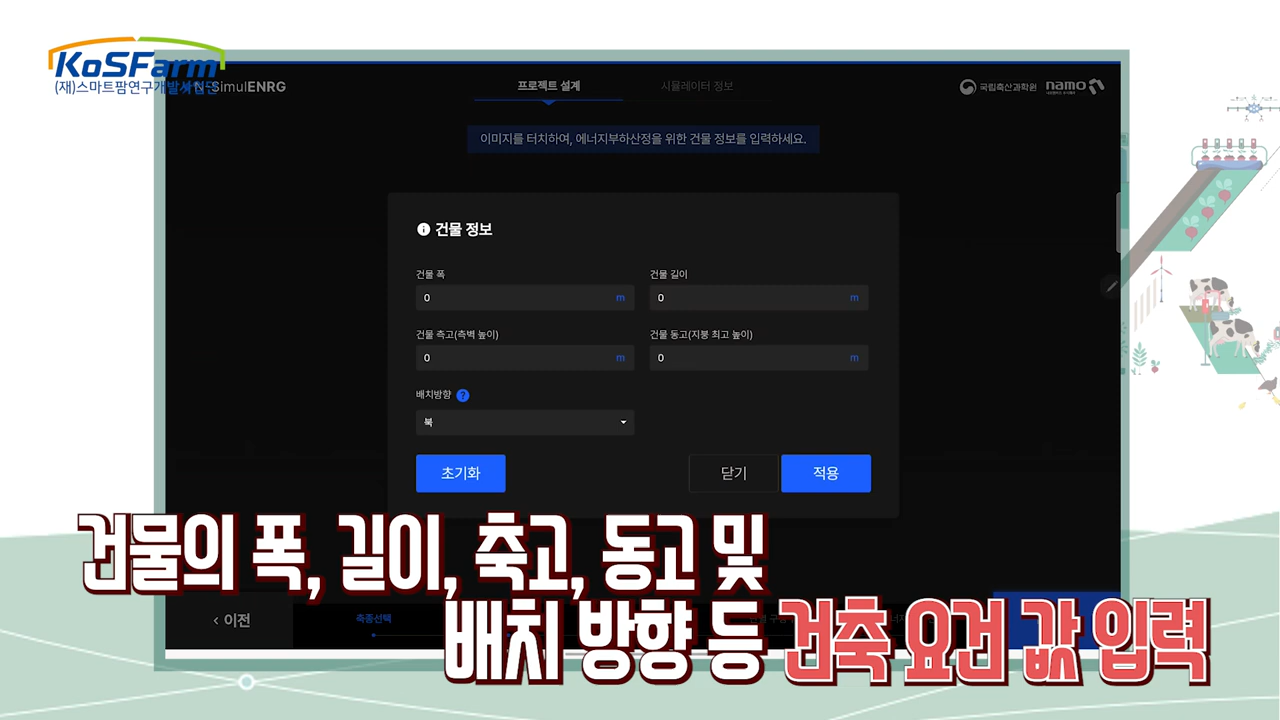 KoSFarm
(재)스마트팜연구개발사업단
SimulENRG
프로젝트 설계
시뮬레이터 정보
국립축산과학원
namo
이미지를 터치하여, 에너지부하산정을 위한 건물 정보를 입력하세요.
건물 정보
건물 폭
건물 길이
0 m
0 m
건물 측고(측벽 높이)
건물 동고(지붕 최고 높이)
0 m
0 m
배치방향 ?
북
초기화
닫기
적용
건물의 폭, 길이, 축고, 동고 및
배치 방향 등 건축 요건 값 입력
< 이전
축종선택